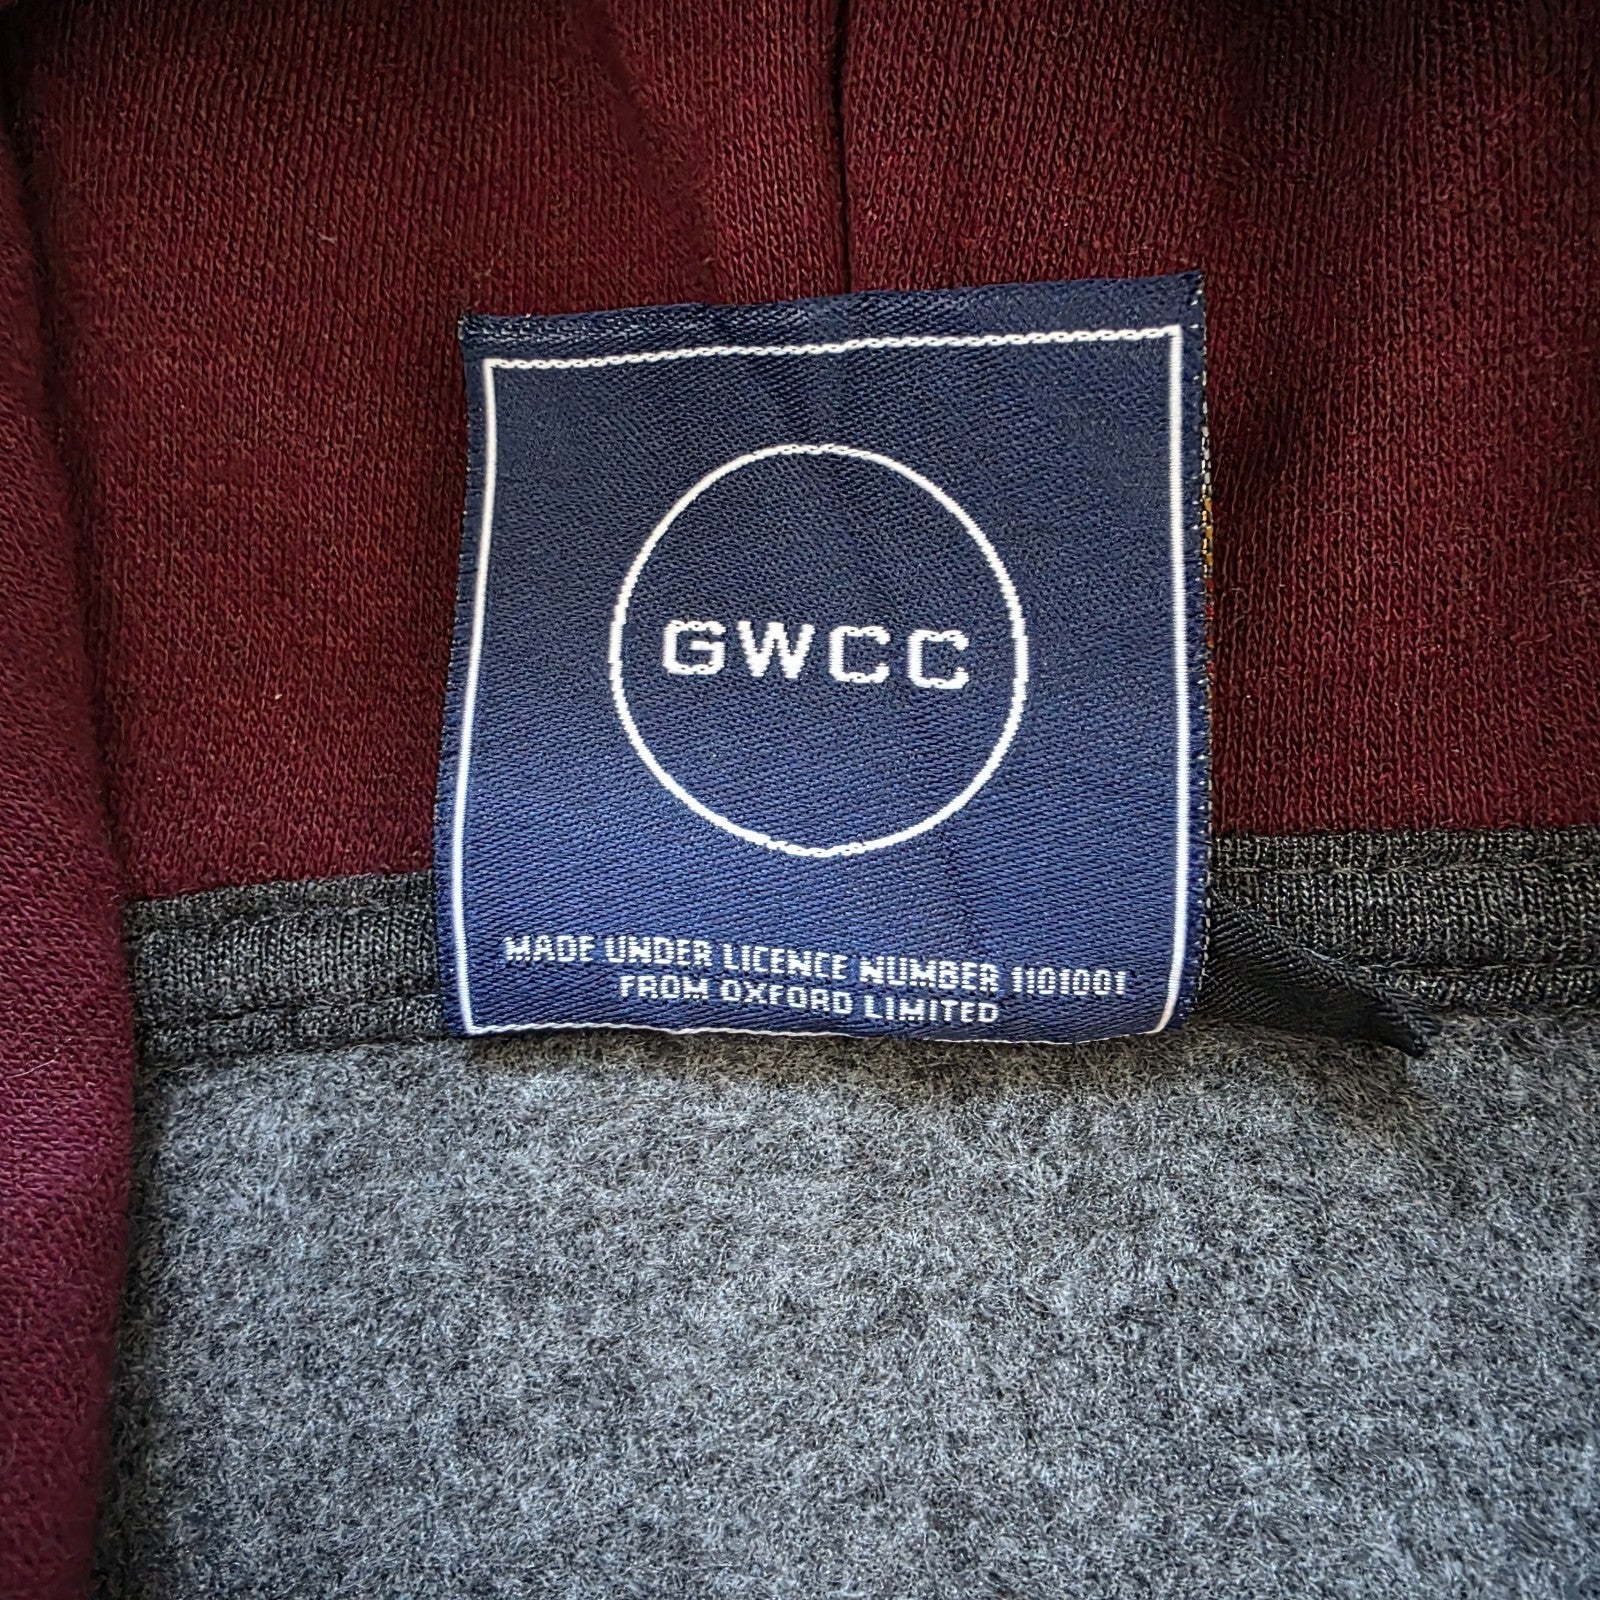 GWCC
MADE UNDER LICENCE NUMBER 1101001
FROM OXFORD LIMITED